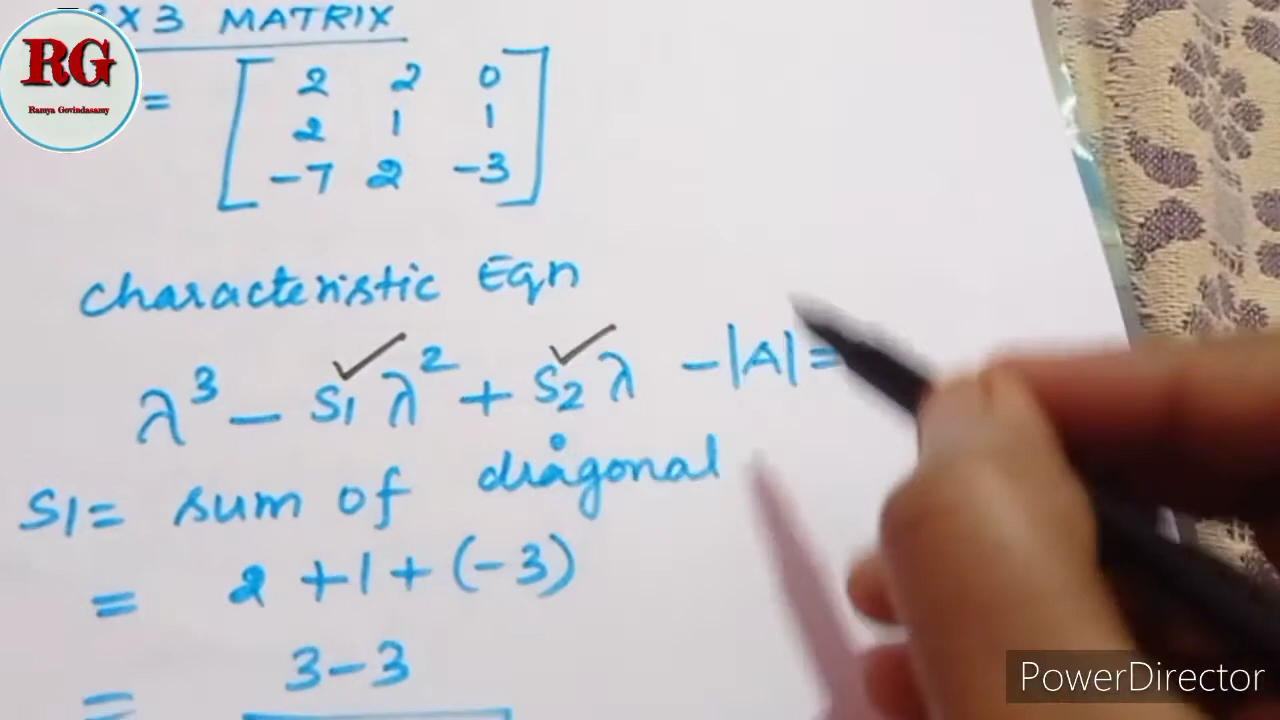 RG
Ramya Govindasamy
X 3 MATRIX
= [ 2 2 0
2 1 1
-7 2 -3 ]
Characteristic Eqn
λ³ - S₁ λ² + S₂ λ - |A| =
S1 = sum of diagonal
= 2 + 1 + (-3)
= 3 - 3
PowerDirector